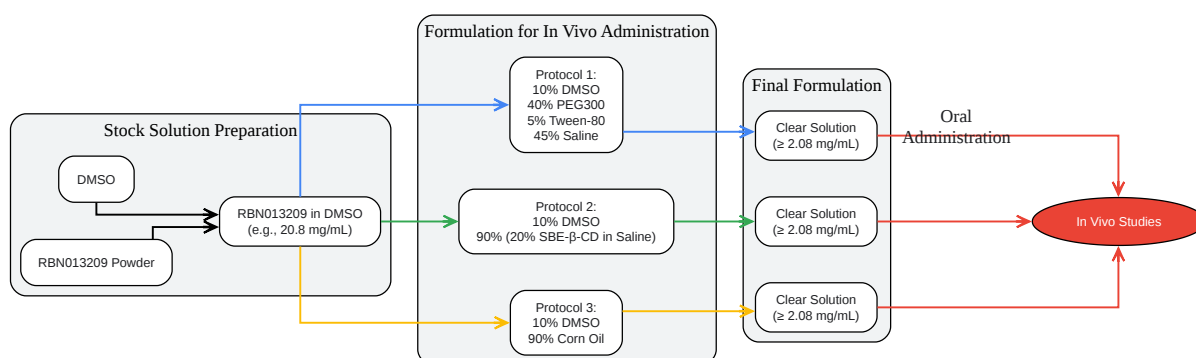 Stock Solution Preparation
DMSO
RBN013209 Powder
RBN013209 in DMSO
(e.g., 20.8 mg/mL)
Formulation for In Vivo Administration
Protocol 1:
10% DMSO
40% PEG300
5% Tween-80
45% Saline
Protocol 2:
10% DMSO
90% (20% SBE-β-CD in Saline)
Protocol 3:
10% DMSO
90% Corn Oil
Final Formulation
Clear Solution
(≥ 2.08 mg/mL)
Clear Solution
(≥ 2.08 mg/mL)
Clear Solution
(≥ 2.08 mg/mL)
Oral
Administration
In Vivo Studies